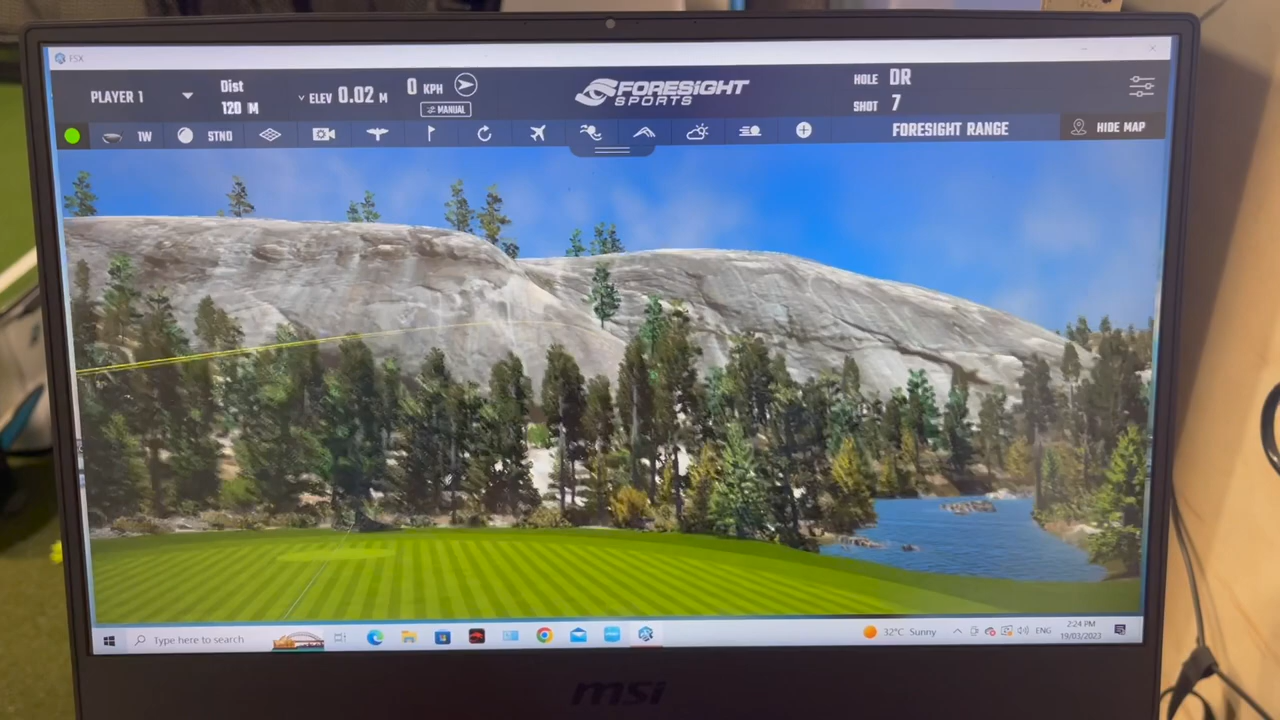 FSX
PLAYER 1
Dist
120 M
ELEV 0.02 M
0 KPH
MANUAL
FORESIGHT
SPORTS
HOLE DR
SHOT 7
1W
STND
FORESIGHT RANGE
HIDE MAP
Type here to search
32°C Sunny
ENG
2:24 PM
19/03/2023
msi